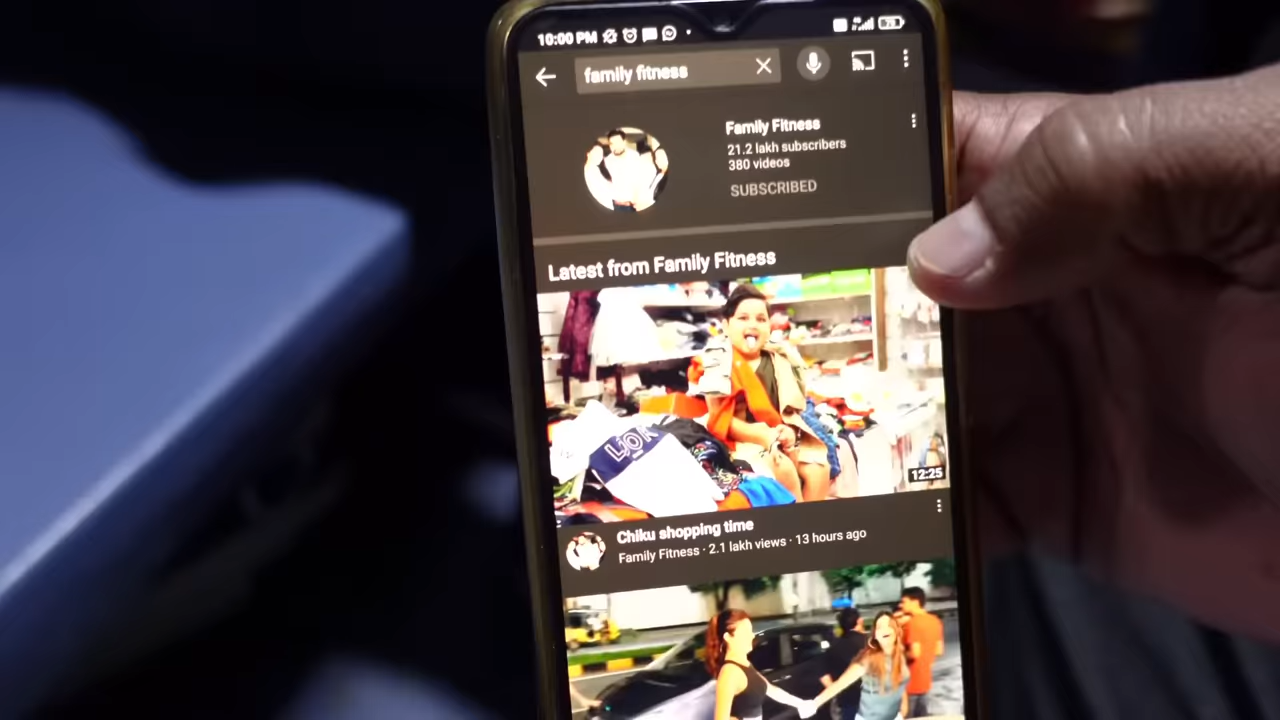 10:00 PM
79
family fitness
Family Fitness
21.2 lakh subscribers
380 videos
SUBSCRIBED
Latest from Family Fitness
12:25
Chiku shopping time
Family Fitness · 2.1 lakh views · 13 hours ago